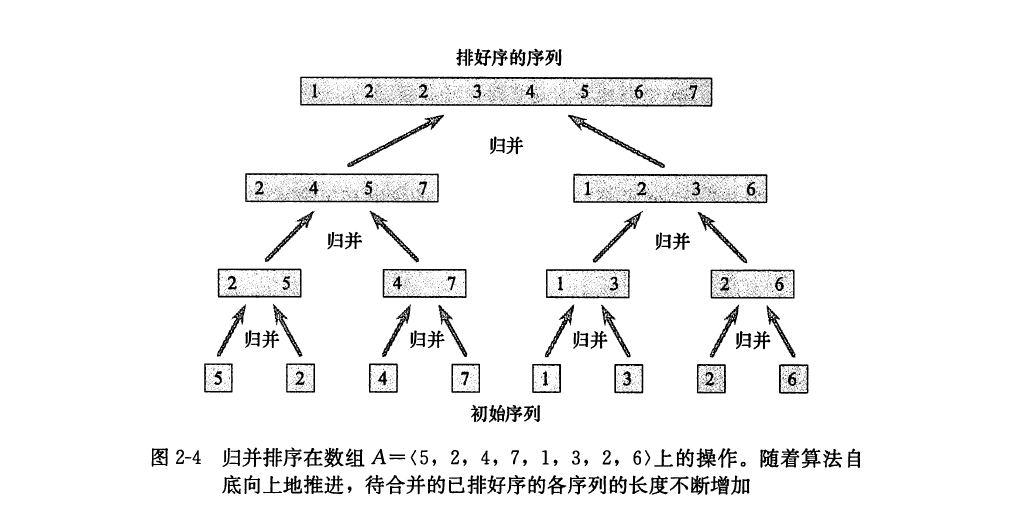 排好序的序列
1 2 2 3 4 5 6 7
归并
2 4 5 7 1 2 3 6
归并 归并
2 5 4 7 1 3 2 6
归并 归并 归并 归并
5 2 4 7 1 3 2 6
初始序列
图 2-4 归并排序在数组 A=〈5, 2, 4, 7, 1, 3, 2, 6〉上的操作。随着算法自
底向上地推进，待合并的已排好序的各序列的长度不断增加